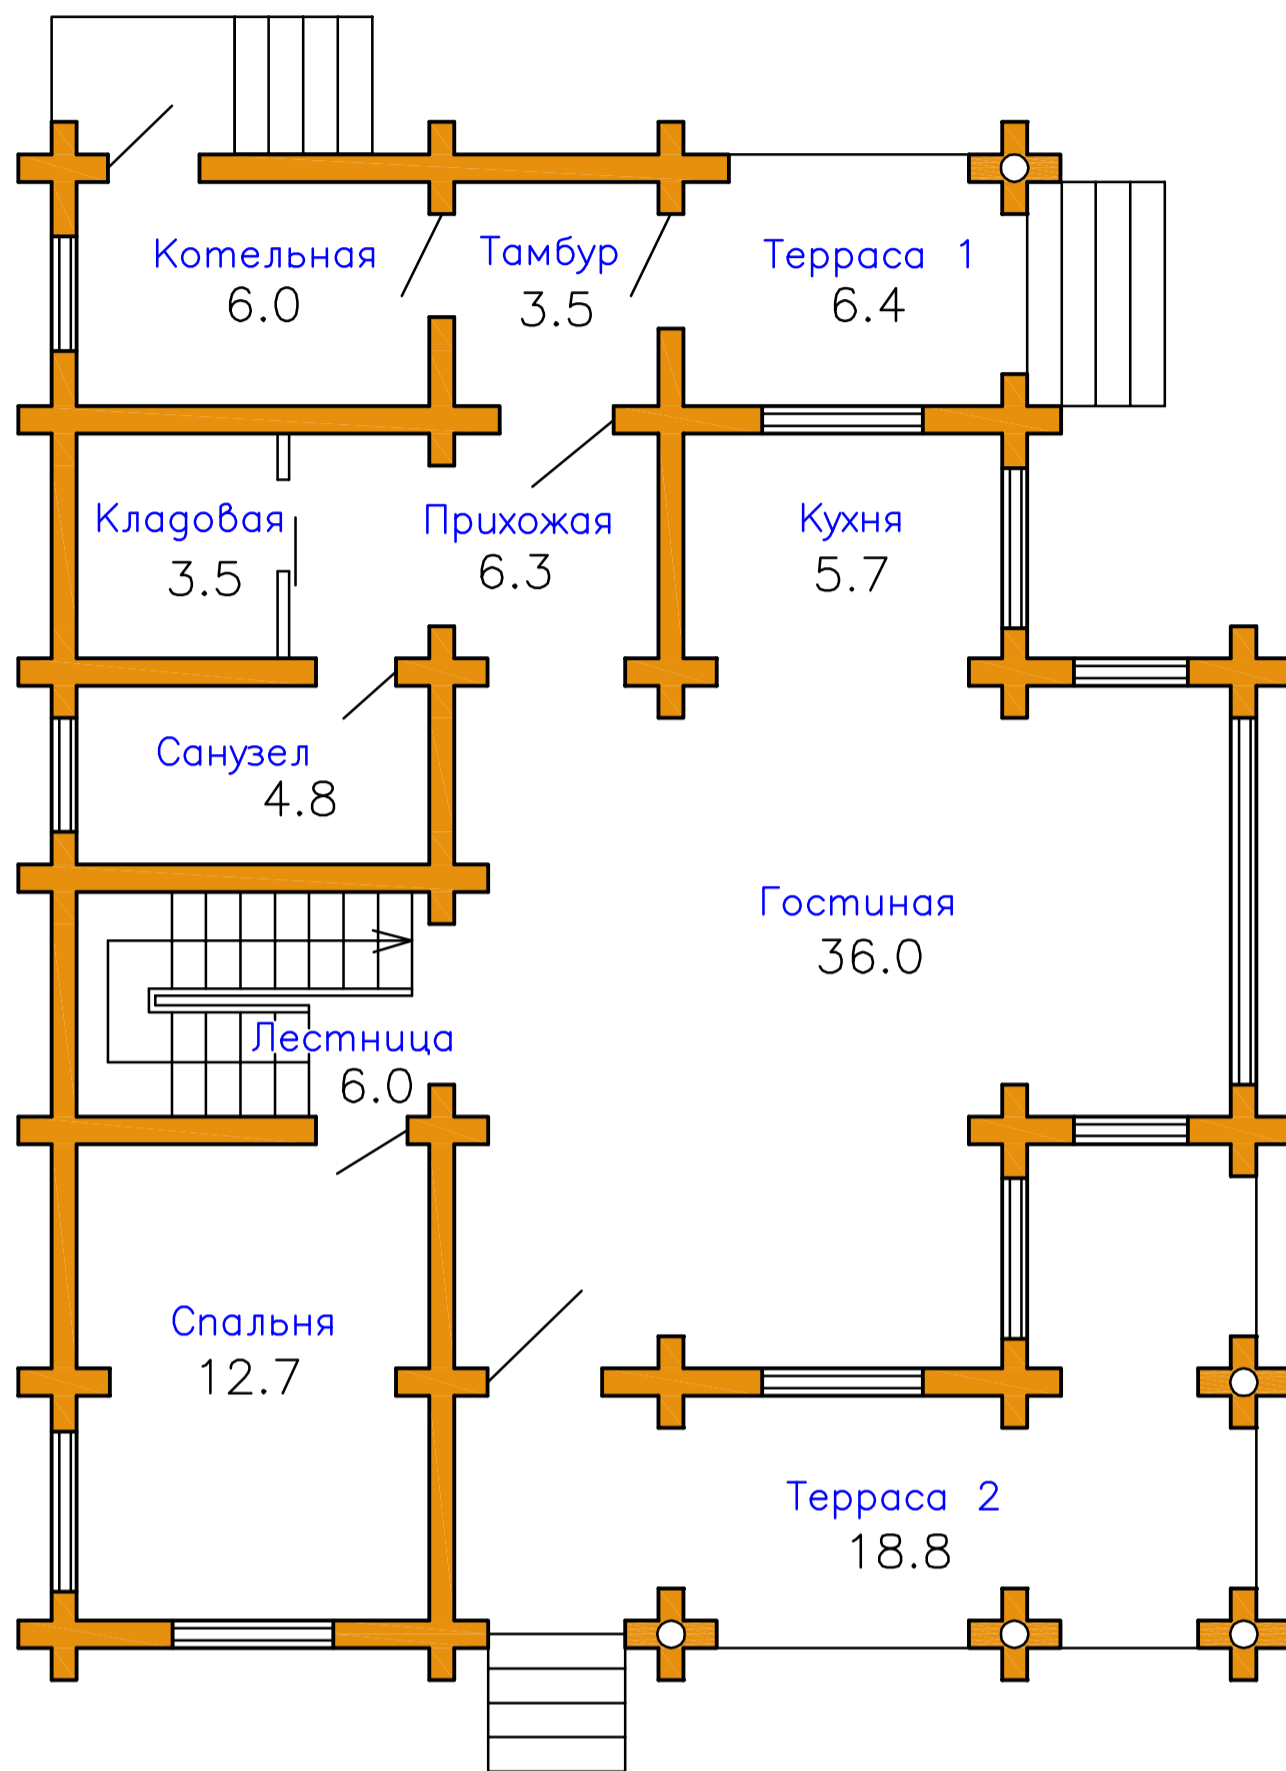 Котельная
6.0
Тамбур
3.5
Терраса 1
6.4
Кладовая
3.5
Прихожая
6.3
Кухня
5.7
Санузел
4.8
Гостиная
36.0
Лестница
6.0
Спальня
12.7
Терраса 2
18.8